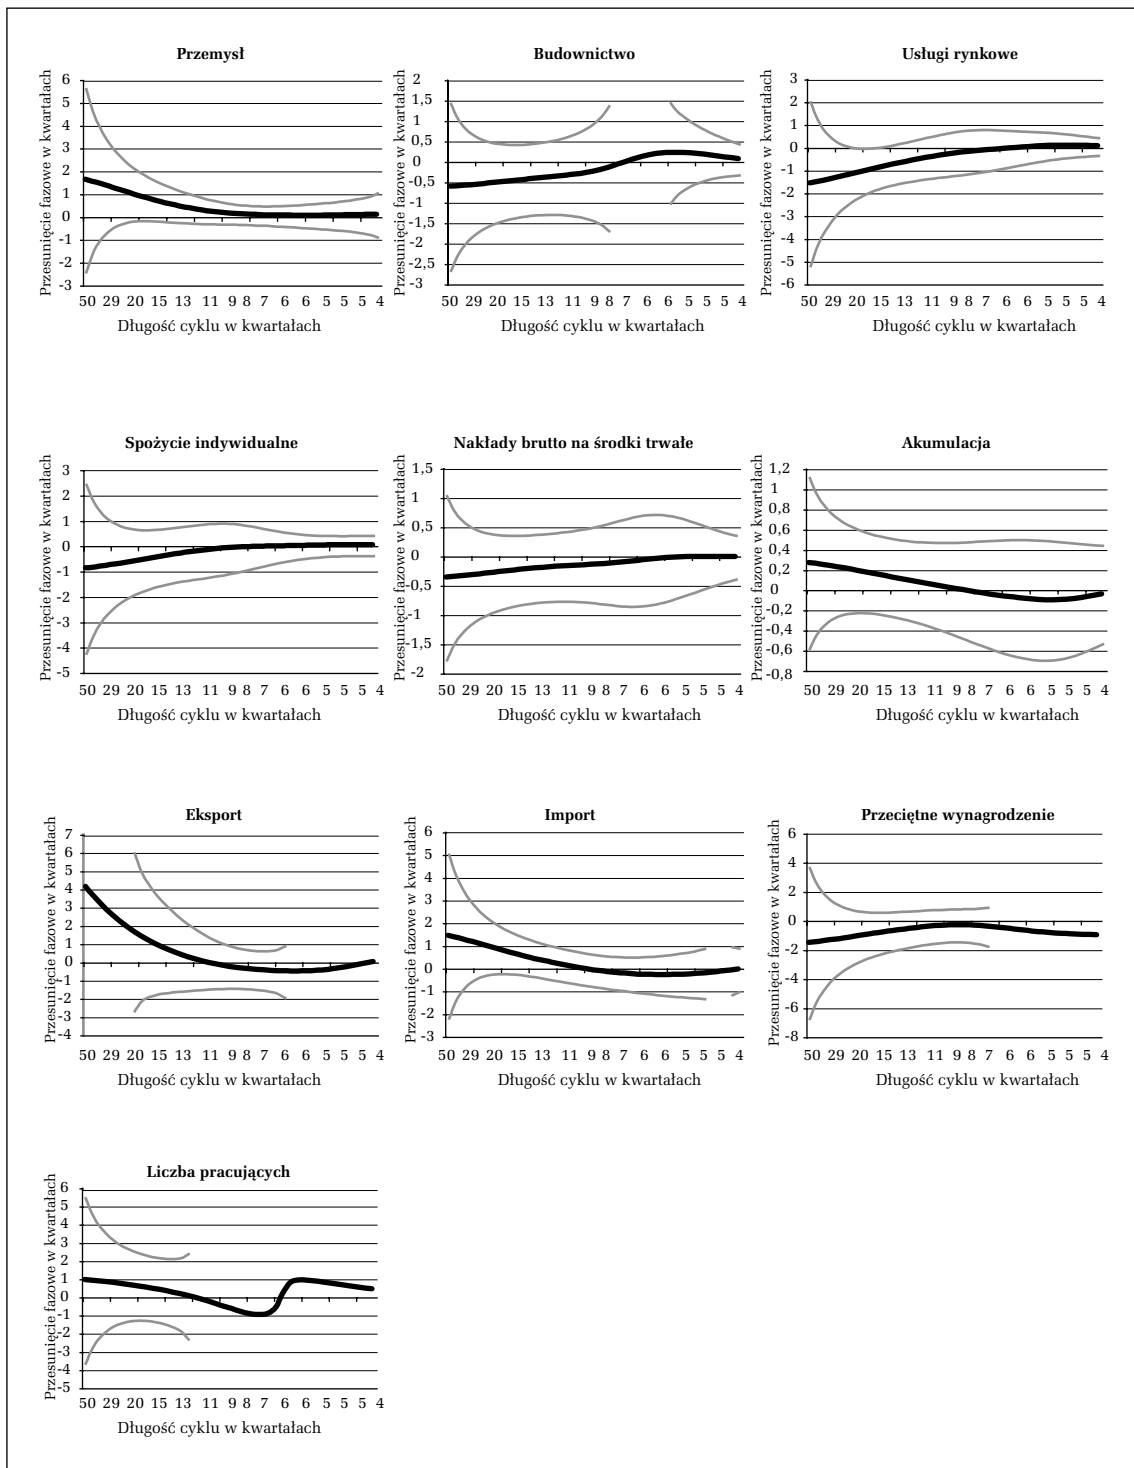 Przemysł
Przesunięcie fazowe w kwartałach
6
5
4
3
2
1
0
-1
-2
-3
50 29 20 15 13 11 9 8 7 6 6 5 5 5 4
Długość cyklu w kwartałach
Budownictwo
Przesunięcie fazowe w kwartałach
2
1,5
1
0,5
0
-0,5
-1
-1,5
-2
-2,5
-3
50 29 20 15 13 11 9 8 7 6 6 5 5 5 4
Długość cyklu w kwartałach
Usługi rynkowe
Przesunięcie fazowe w kwartałach
3
2
1
0
-1
-2
-3
-4
-5
-6
50 29 20 15 13 11 9 8 7 6 6 5 5 5 4
Długość cyklu w kwartałach
Spożycie indywidualne
Przesunięcie fazowe w kwartałach
3
2
1
0
-1
-2
-3
-4
-5
50 29 20 15 13 11 9 8 7 6 6 5 5 5 4
Długość cyklu w kwartałach
Nakłady brutto na środki trwałe
Przesunięcie fazowe w kwartałach
1,5
1
0,5
0
-0,5
-1
-1,5
-2
50 29 20 15 13 11 9 8 7 6 6 5 5 5 4
Długość cyklu w kwartałach
Akumulacja
Przesunięcie fazowe w kwartałach
1,2
1
0,8
0,6
0,4
0,2
0
-0,2
-0,4
-0,6
-0,8
50 29 20 15 13 11 9 8 7 6 6 5 5 5 4
Długość cyklu w kwartałach
Eksport
Przesunięcie fazowe w kwartałach
7
6
5
4
3
2
1
0
-1
-2
-3
-4
50 29 20 15 13 11 9 8 7 6 6 5 5 5 4
Długość cyklu w kwartałach
Import
Przesunięcie fazowe w kwartałach
6
5
4
3
2
1
0
-1
-2
-3
50 29 20 15 13 11 9 8 7 6 6 5 5 5 4
Długość cyklu w kwartałach
Przeciętne wynagrodzenie
Przesunięcie fazowe w kwartałach
6
4
2
0
-2
-4
-6
-8
50 29 20 15 13 11 9 8 7 6 6 5 5 5 4
Długość cyklu w kwartałach
Liczba pracujących
Przesunięcie fazowe w kwartałach
6
5
4
3
2
1
0
-1
-2
-3
-4
-5
50 29 20 15 13 11 9 8 7 6 6 5 5 5 4
Długość cyklu w kwartałach